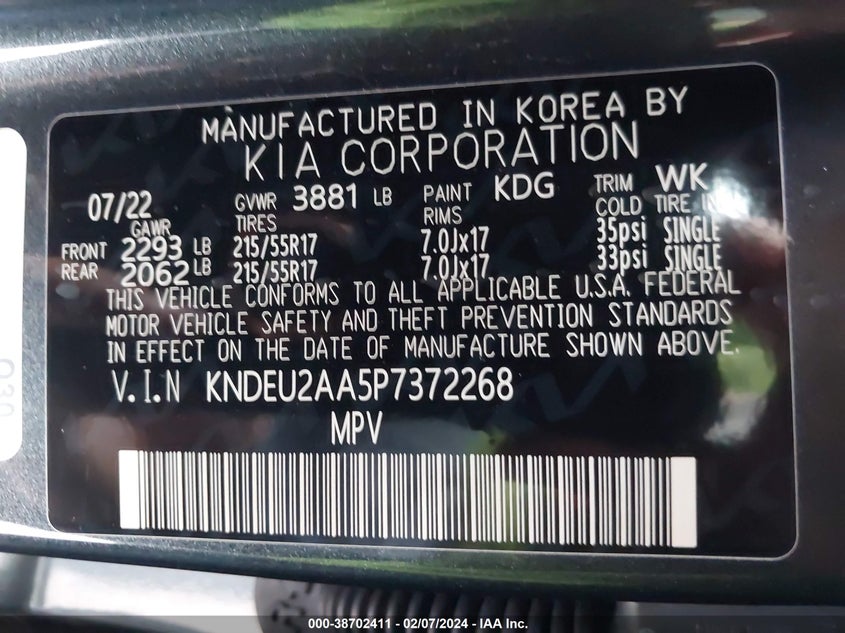 MANUFACTURED IN KOREA BY
KIA CORPORATION
07/22 GVWR 3881 LB PAINT KDG TRIM WK
GAWR TIRES RIMS COLD TIRE IN
FRONT 2293 LB 215/55R17 7.0Jx17 35psi SINGLE
REAR 2062 LB 215/55R17 7.0Jx17 33psi SINGLE
THIS VEHICLE CONFORMS TO ALL APPLICABLE U.S.A. FEDERAL
MOTOR VEHICLE SAFETY AND THEFT PREVENTION STANDARDS
IN EFFECT ON THE DATE OF MANUFACTURE SHOWN ABOVE.
V.I.N KNDEU2AA5P7372268
MPV
000-38702411 - 02/07/2024 - IAA Inc.